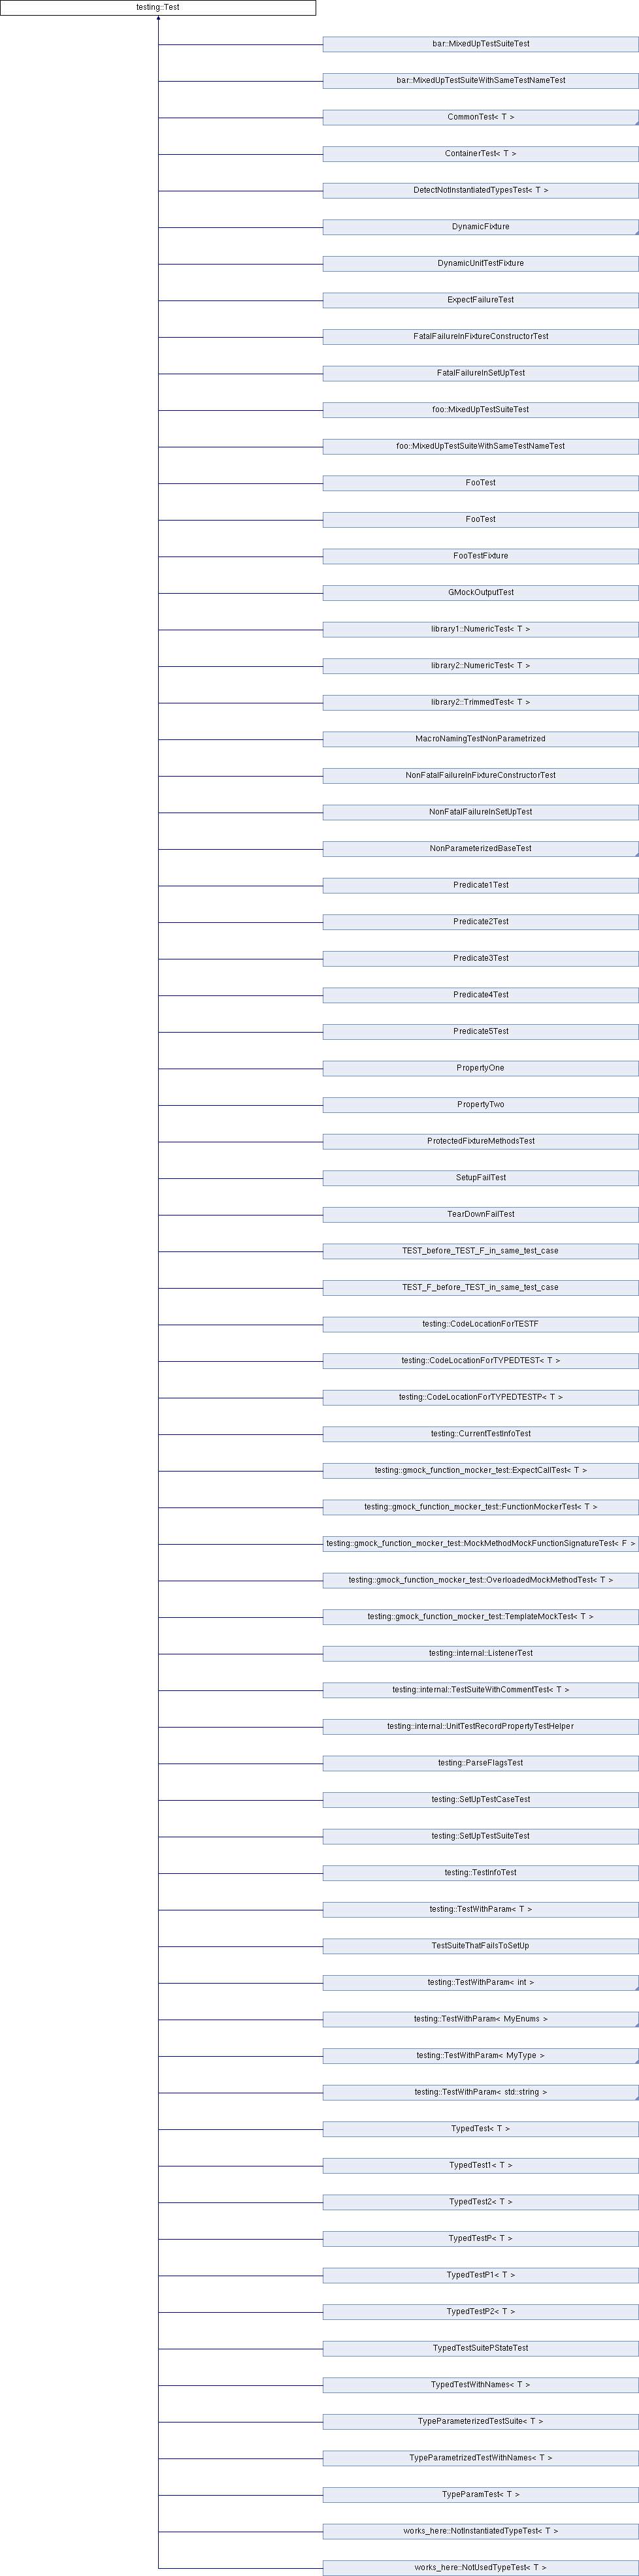 testing::Test
bar::MixedUpTestSuiteTest
bar::MixedUpTestSuiteWithSameTestNameTest
CommonTest< T >
ContainerTest< T >
DetectNotInstantiatedTypesTest< T >
DynamicFixture
DynamicUnitTestFixture
ExpectFailureTest
FatalFailureInFixtureConstructorTest
FatalFailureInSetUpTest
foo::MixedUpTestSuiteTest
foo::MixedUpTestSuiteWithSameTestNameTest
FooTest
FooTest
FooTestFixture
GMockOutputTest
library1::NumericTest< T >
library2::NumericTest< T >
library2::TrimmedTest< T >
MacroNamingTestNonParametrized
NonFatalFailureInFixtureConstructorTest
NonFatalFailureInSetUpTest
NonParameterizedBaseTest
Predicate1Test
Predicate2Test
Predicate3Test
Predicate4Test
Predicate5Test
PropertyOne
PropertyTwo
ProtectedFixtureMethodsTest
SetupFailTest
TearDownFailTest
TEST_before_TEST_F_in_same_test_case
TEST_F_before_TEST_in_same_test_case
testing::CodeLocationForTESTF
testing::CodeLocationForTYPEDTEST< T >
testing::CodeLocationForTYPEDTESTP< T >
testing::CurrentTestInfoTest
testing::gmock_function_mocker_test::ExpectCallTest< T >
testing::gmock_function_mocker_test::FunctionMockerTest< T >
testing::gmock_function_mocker_test::MockMethodMockFunctionSignatureTest< F >
testing::gmock_function_mocker_test::OverloadedMockMethodTest< T >
testing::gmock_function_mocker_test::TemplateMockTest< T >
testing::internal::ListenerTest
testing::internal::TestSuiteWithCommentTest< T >
testing::internal::UnitTestRecordPropertyTestHelper
testing::ParseFlagsTest
testing::SetUpTestCaseTest
testing::SetUpTestSuiteTest
testing::TestInfoTest
testing::TestWithParam< T >
TestSuiteThatFailsToSetUp
testing::TestWithParam< int >
testing::TestWithParam< MyEnums >
testing::TestWithParam< MyType >
testing::TestWithParam< std::string >
TypedTest< T >
TypedTest1< T >
TypedTest2< T >
TypedTestP< T >
TypedTestP1< T >
TypedTestP2< T >
TypedTestSuitePStateTest
TypedTestWithNames< T >
TypeParameterizedTestSuite< T >
TypeParametrizedTestWithNames< T >
TypeParamTest< T >
works_here::NotInstantiatedTypeTest< T >
works_here::NotUsedTypeTest< T >